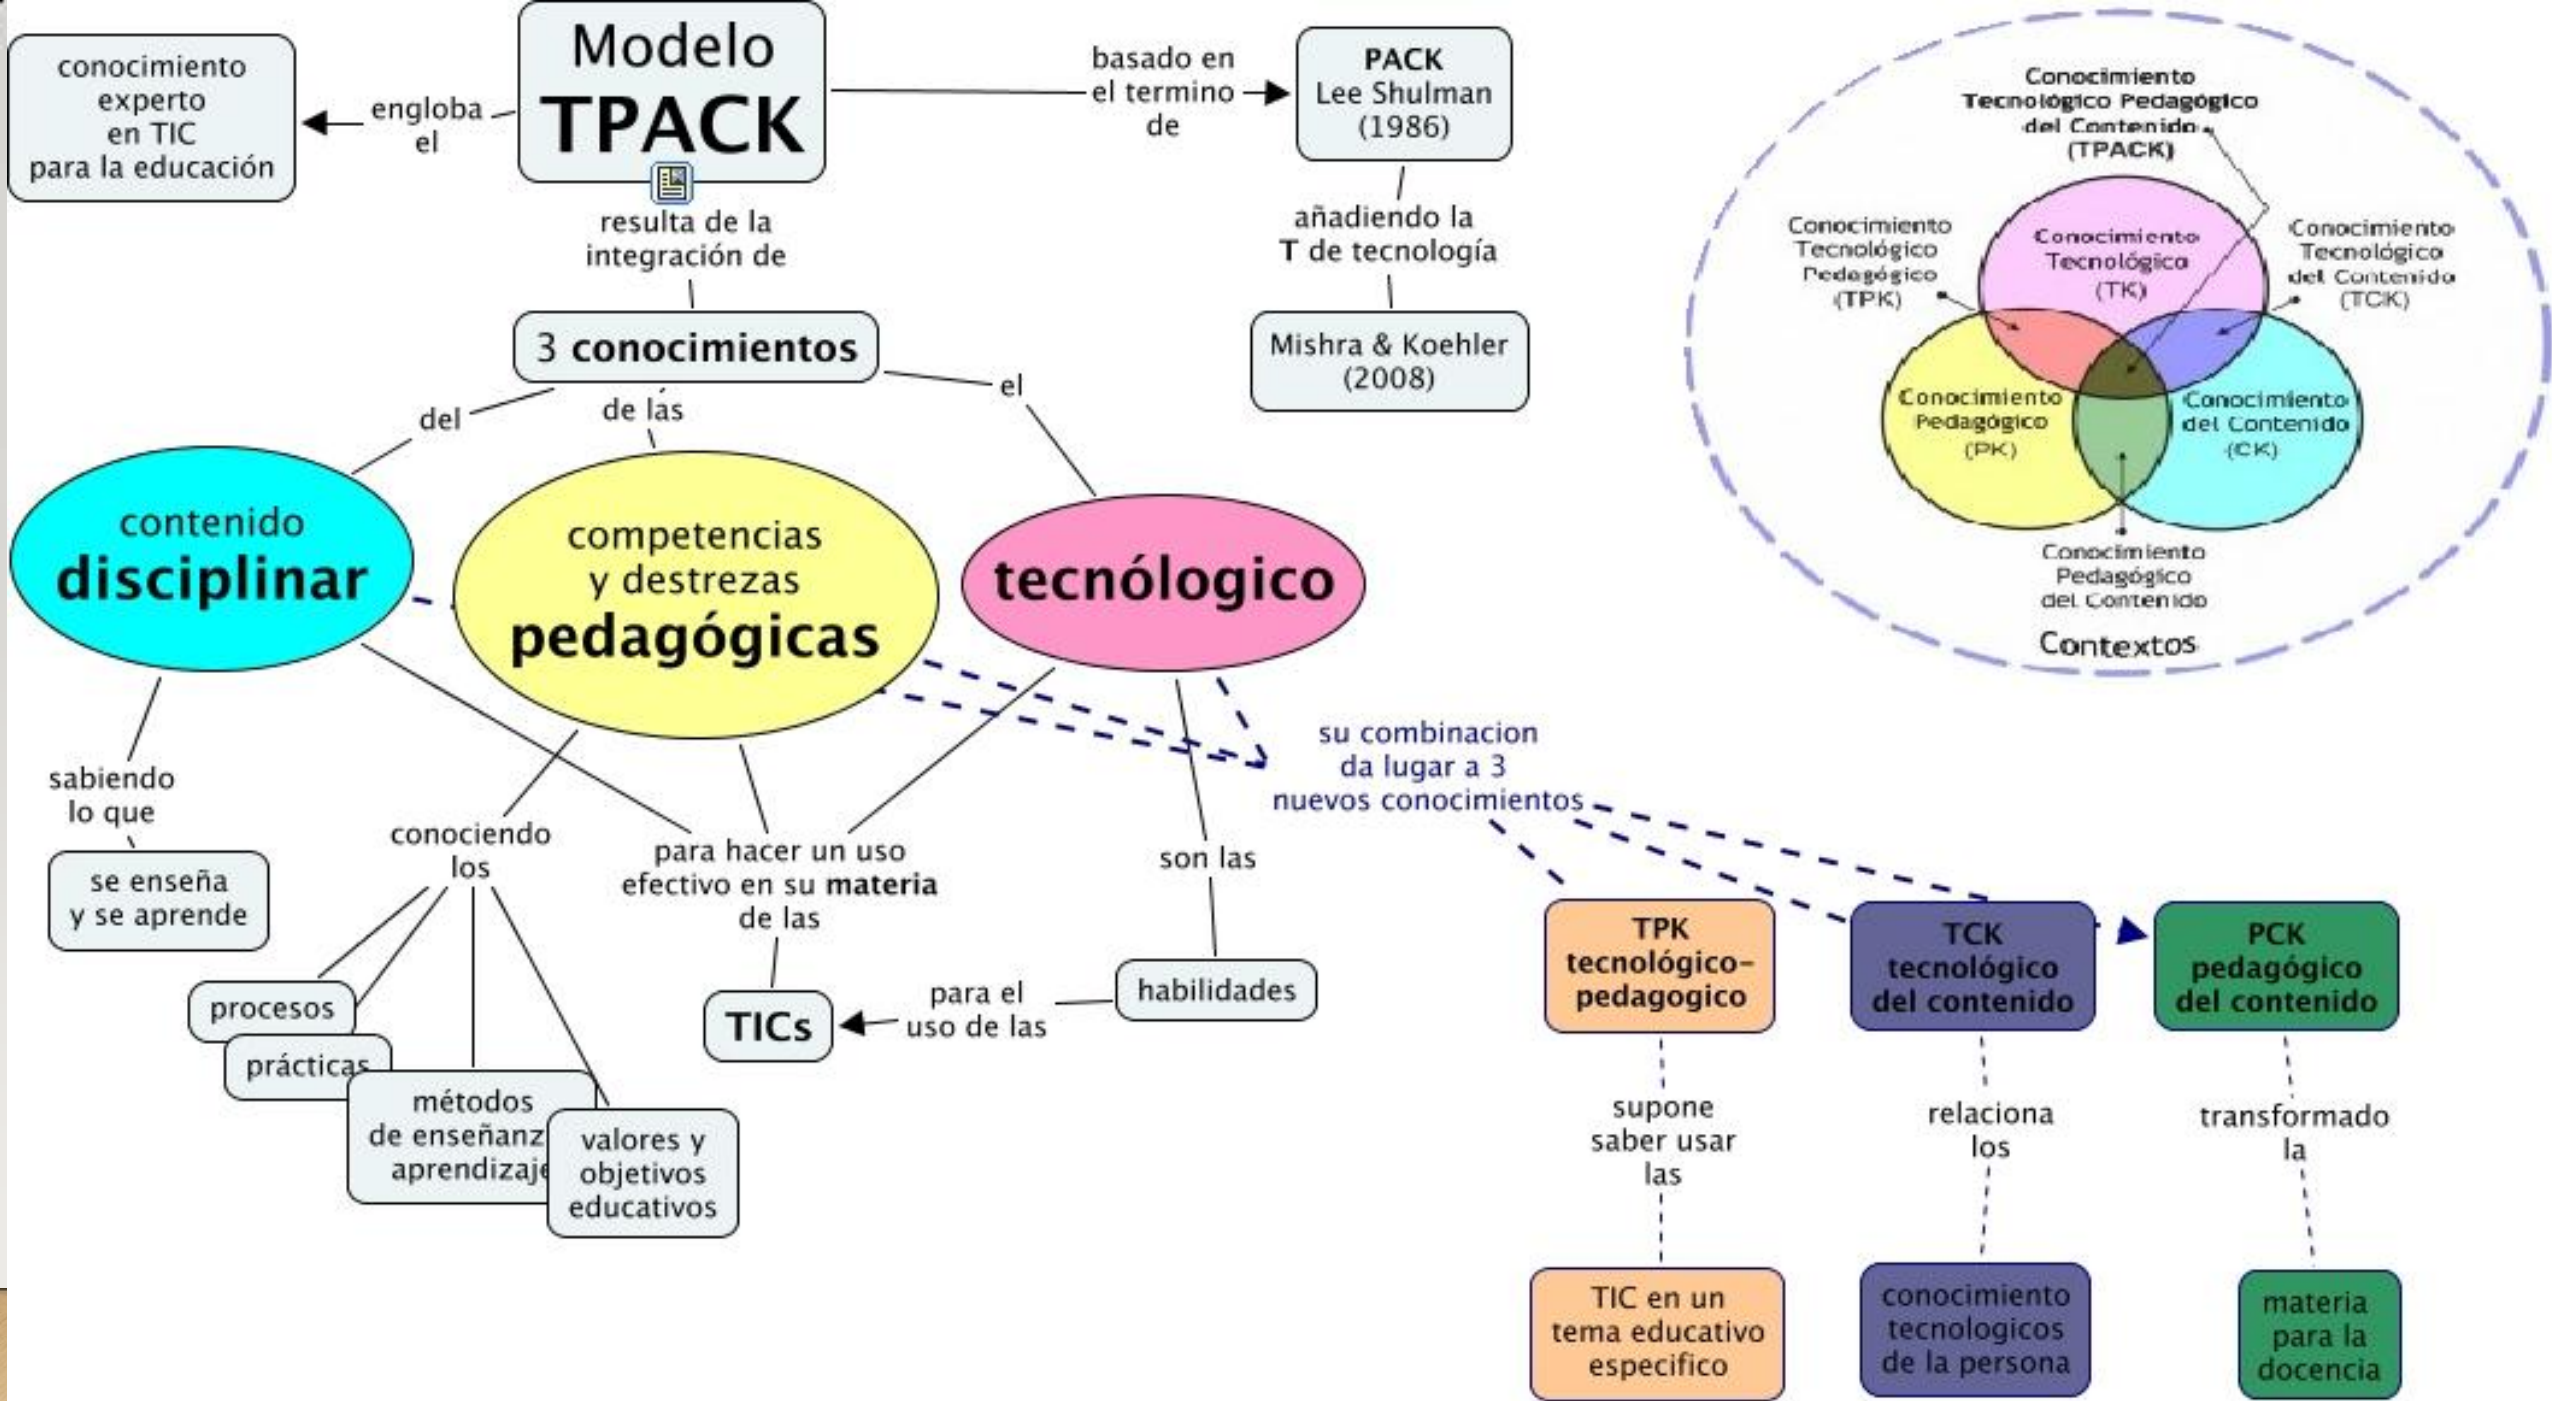 Modelo
TPACK
conocimiento
experto
en TIC
para la educación
engloba
el
basado en
el termino
de
PACK
Lee Shulman
(1986)
añadiendo la
T de tecnología
Mishra & Koehler
(2008)
resulta de la
integración de
3 conocimientos
del
de las
el
contenido
disciplinar
competencias
y destrezas
pedagógicas
tecnólogico
sabiendo
lo que
se enseña
y se aprende
conociendo
los
procesos
prácticas
métodos
de enseñanz
aprendizaje
valores y
objetivos
educativos
para hacer un uso
efectivo en su materia
de las
TICs
para el
uso de las
son las
habilidades
su combinacion
da lugar a 3
nuevos conocimientos
TPK
tecnológico-
pedagogico
TCK
tecnológico
del contenido
PCK
pedagógico
del contenido
supone
saber usar
las
relaciona
los
transformado
la
TIC en un
tema educativo
especifico
conocimiento
tecnologicos
de la persona
materia
para la
docencia
Conocimiento
Tecnológico Pedagógico
del Contenido
(TPACK)
Conocimiento
Tecnológico
Pedagógico
(TPK)
Conocimiento
Tecnológico
(TK)
Conocimiento
Tecnológico
del Contenido
(TCK)
Conocimiento
Pedagógico
(PK)
Conocimiento
del Contenido
(CK)
Conocimiento
Pedagógico
del Contenido
Contextos